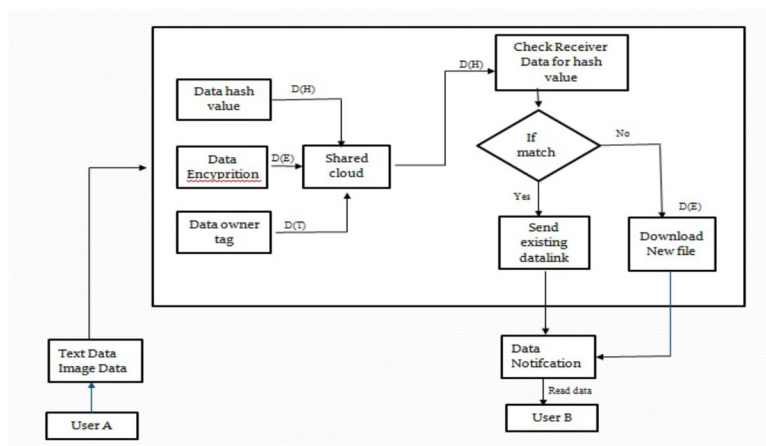 Check Receiver
Data for hash
value
D(H)
Data hash
value
D(H)
If
match
No
Data
Encyprition
D(E)
Shared
cloud
Yes
D(E)
Data owner
tag
D(T)
Send
existing
datalink
Download
New file
Text Data
Image Data
Data
Notifcation
Read data
User A
User B